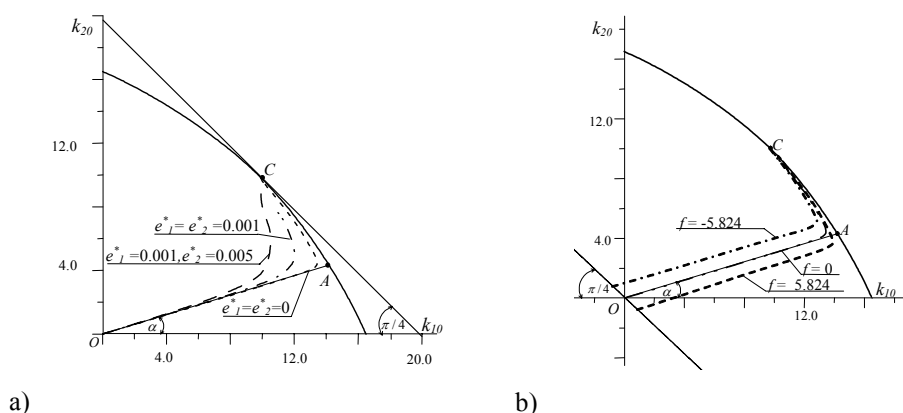 k20
12.0
C
e*1 = e*2 =0.001
e*1 =0.001, e*2 =0.005
4.0
A
e*1=e*2=0
α
π/4
k10
O
4.0
12.0
20.0
a)
k20
12.0
C
f= -5.824
4.0
A
f= 0
π/4
α
f= 5.824
O
12.0
k10
b)